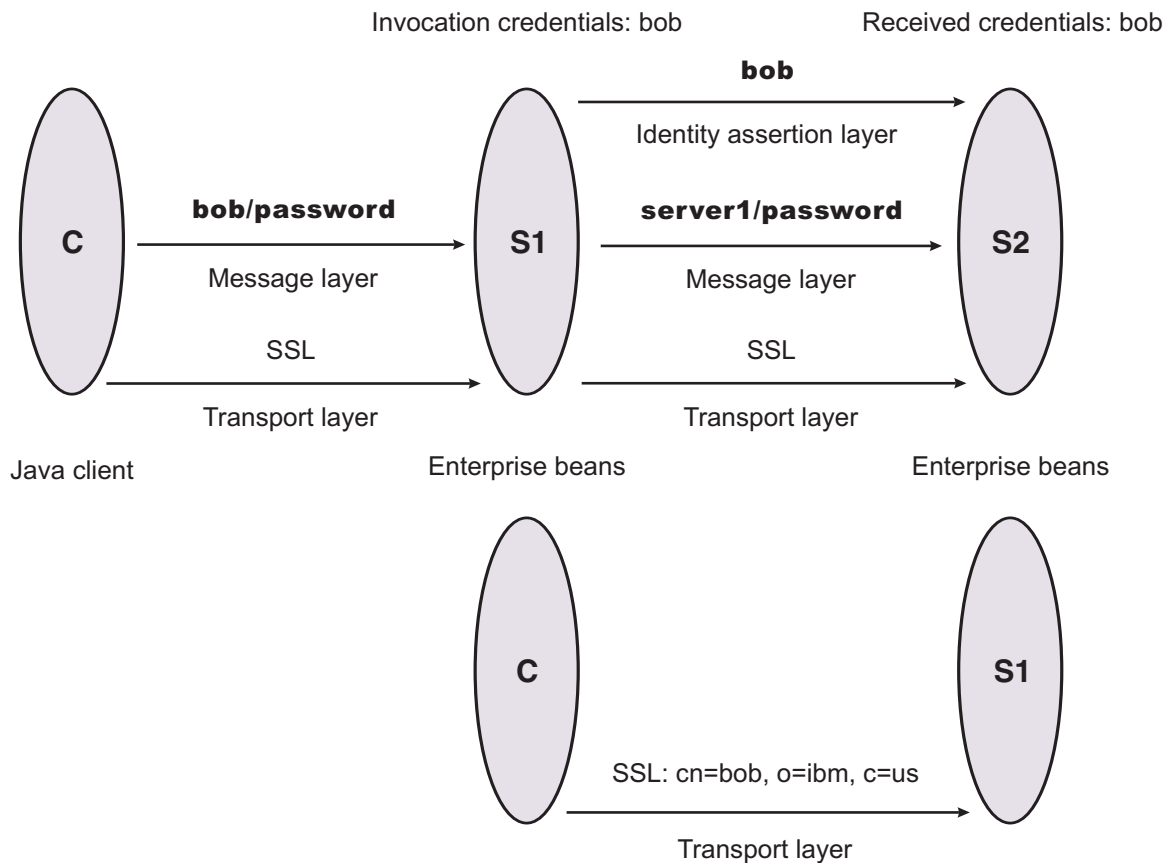 Invocation credentials: bob
Received credentials: bob
bob
Identity assertion layer
bob/password
server1/password
C
S1
S2
Message layer
Message layer
SSL
SSL
Transport layer
Transport layer
Java client
Enterprise beans
Enterprise beans
C
S1
SSL: cn=bob, o=ibm, c=us
Transport layer